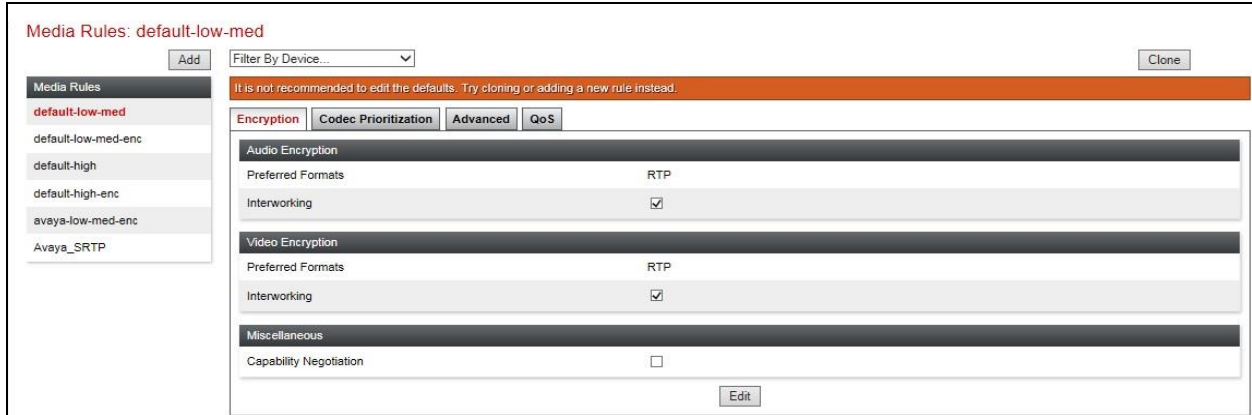 Media Rules: default-low-med
Add
Filter By Device...
Clone
Media Rules
default-low-med
default-low-med-enc
default-high
default-high-enc
avaya-low-med-enc
Avaya_SRTP
It is not recommended to edit the defaults. Try cloning or adding a new rule instead.
Encryption Codec Prioritization Advanced QoS
Audio Encryption
Preferred Formats RTP
Interworking
Video Encryption
Preferred Formats RTP
Interworking
Miscellaneous
Capability Negotiation
Edit